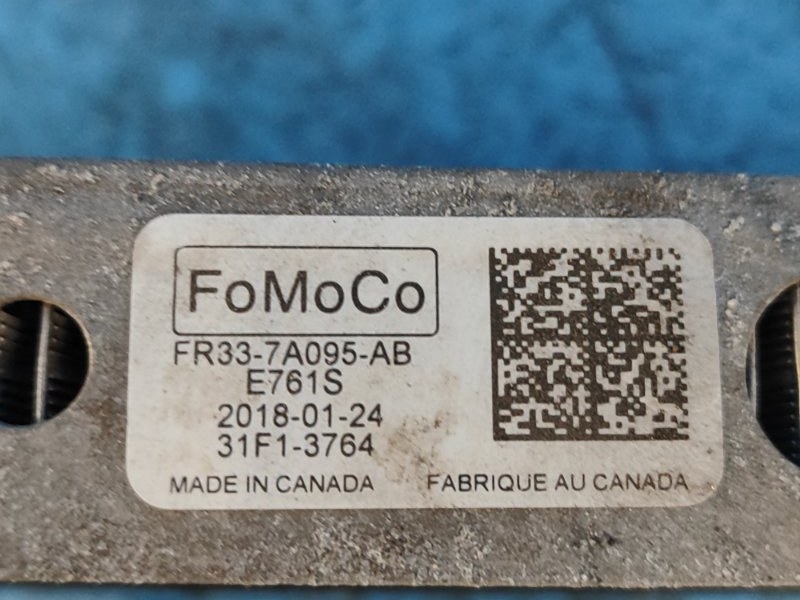 FoMoCo
FR33-7A095-AB
E761S
2018-01-24
31F1-3764
MADE IN CANADA FABRIQUE AU CANADA